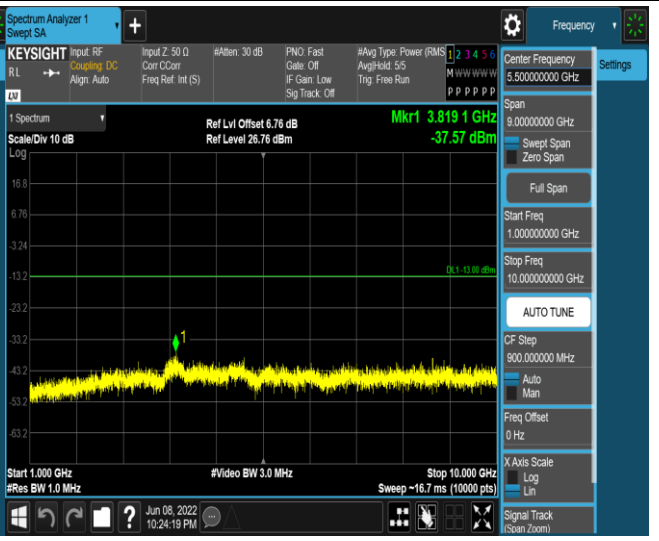 Spectrum Analyzer 1
Swept SA
Frequency
KEYSIGHT
RL
LXI
Input: RF
Coupling: DC
Align: Auto
Input Z: 50 Ω
Corr CCorr
Freq Ref: Int (S)
#Atten: 30 dB
PNO: Fast
Gate: Off
IF Gain: Low
Sig Track: Off
#Avg Type: Power (RMS
Avg|Hold: 5/5
Trig: Free Run
1 2 3 4 5 6
M W W W W W
P P P P P P
1 Spectrum
Scale/Div 10 dB
Log
Ref Lvl Offset 6.76 dB
Ref Level 26.76 dBm
Mkr1 3.819 1 GHz
-37.57 dBm
16.8
6.76
-3.24
-13.2
-23.2
-33.2
-43.2
-53.2
-63.2
DL1 -13.00 dBm
1
Start 1.000 GHz
#Res BW 1.0 MHz
#Video BW 3.0 MHz
Stop 10.000 GHz
Sweep ~16.7 ms (10000 pts)
Jun 08, 2022
10:24:19 PM
Center Frequency
5.500000000 GHz
Span
9.00000000 GHz
Swept Span
Zero Span
Full Span
Start Freq
1.000000000 GHz
Stop Freq
10.000000000 GHz
AUTO TUNE
CF Step
900.000000 MHz
Auto
Man
Freq Offset
0 Hz
X Axis Scale
Log
Lin
Signal Track
(Span Zoom)
Settings